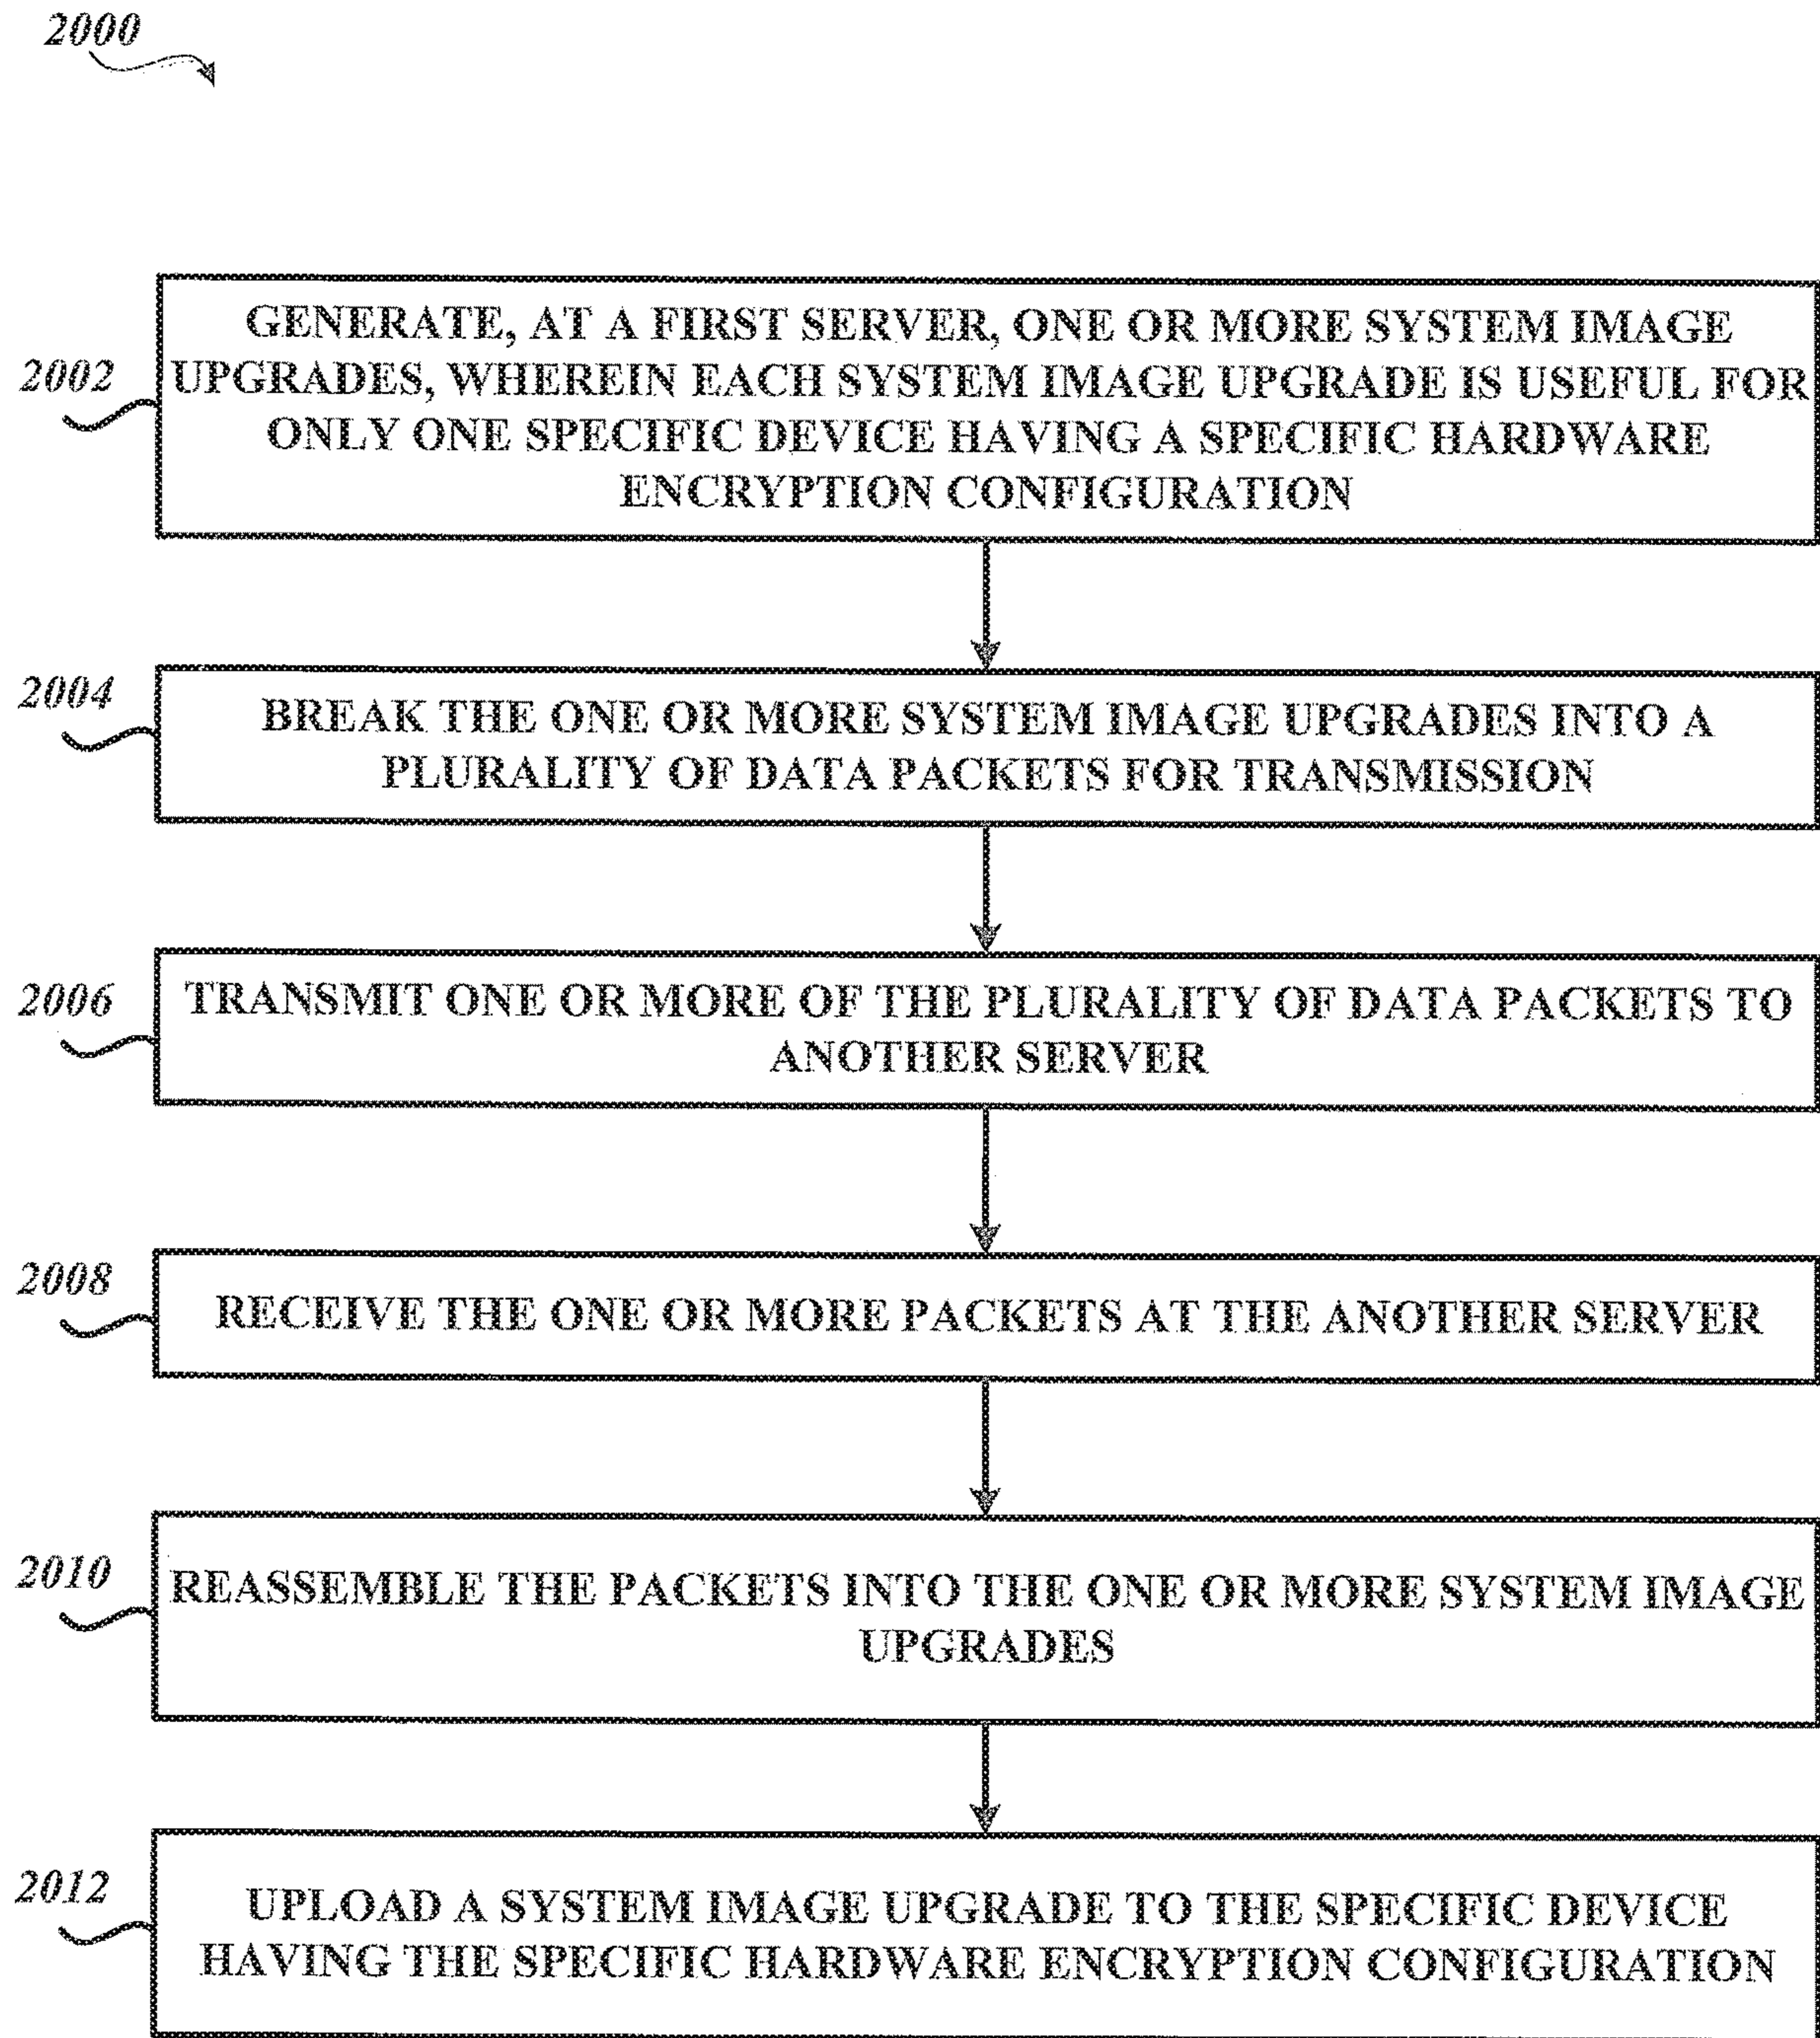 2000
2002
GENERATE, AT A FIRST SERVER, ONE OR MORE SYSTEM IMAGE
UPGRADES, WHEREIN EACH SYSTEM IMAGE UPGRADE IS USEFUL FOR
ONLY ONE SPECIFIC DEVICE HAVING A SPECIFIC HARDWARE
ENCRYPTION CONFIGURATION
2004
BREAK THE ONE OR MORE SYSTEM IMAGE UPGRADES INTO A
PLURALITY OF DATA PACKETS FOR TRANSMISSION
2006
TRANSMIT ONE OR MORE OF THE PLURALITY OF DATA PACKETS TO
ANOTHER SERVER
2008
RECEIVE THE ONE OR MORE PACKETS AT THE ANOTHER SERVER
2010
REASSEMBLE THE PACKETS INTO THE ONE OR MORE SYSTEM IMAGE
UPGRADES
2012
UPLOAD A SYSTEM IMAGE UPGRADE TO THE SPECIFIC DEVICE
HAVING THE SPECIFIC HARDWARE ENCRYPTION CONFIGURATION